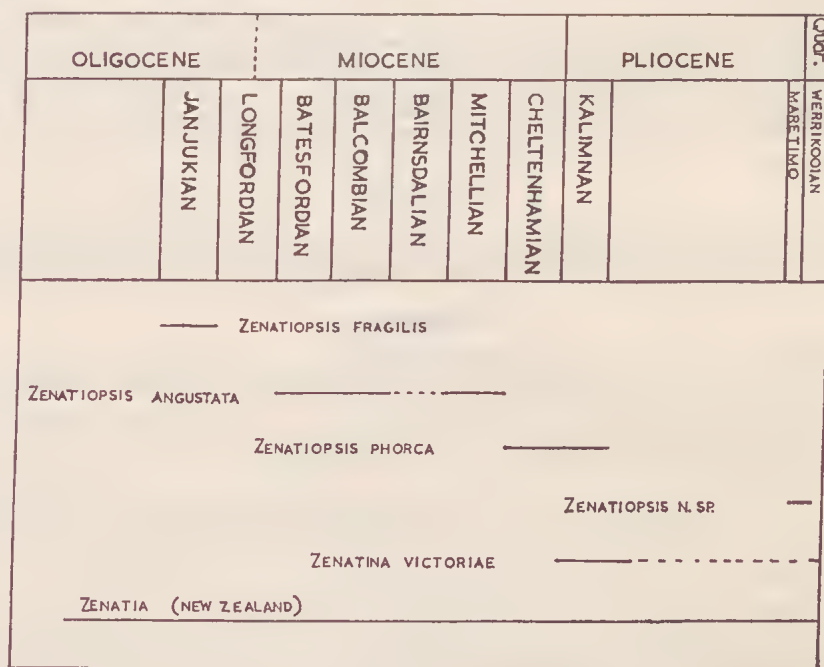 OLIGOCENE
MIOCENE
PLIOCENE
Quat.
JANJUKIAN
LONGFORDIAN
BATESFORDIAN
BALCOMBIAN
BAIRNSDALIAN
MITCHELLIAN
CHELTENHAMIAN
KALIMNAN
MARETIMO
WERRIKOOIAN
ZENATIOPSIS FRAGILIS
ZENATIOPSIS ANGUSTATA
ZENATIOPSIS PHORCA
ZENATIOPSIS N. SP.
ZENATINA VICTORIAE
ZENATIA (NEW ZEALAND)